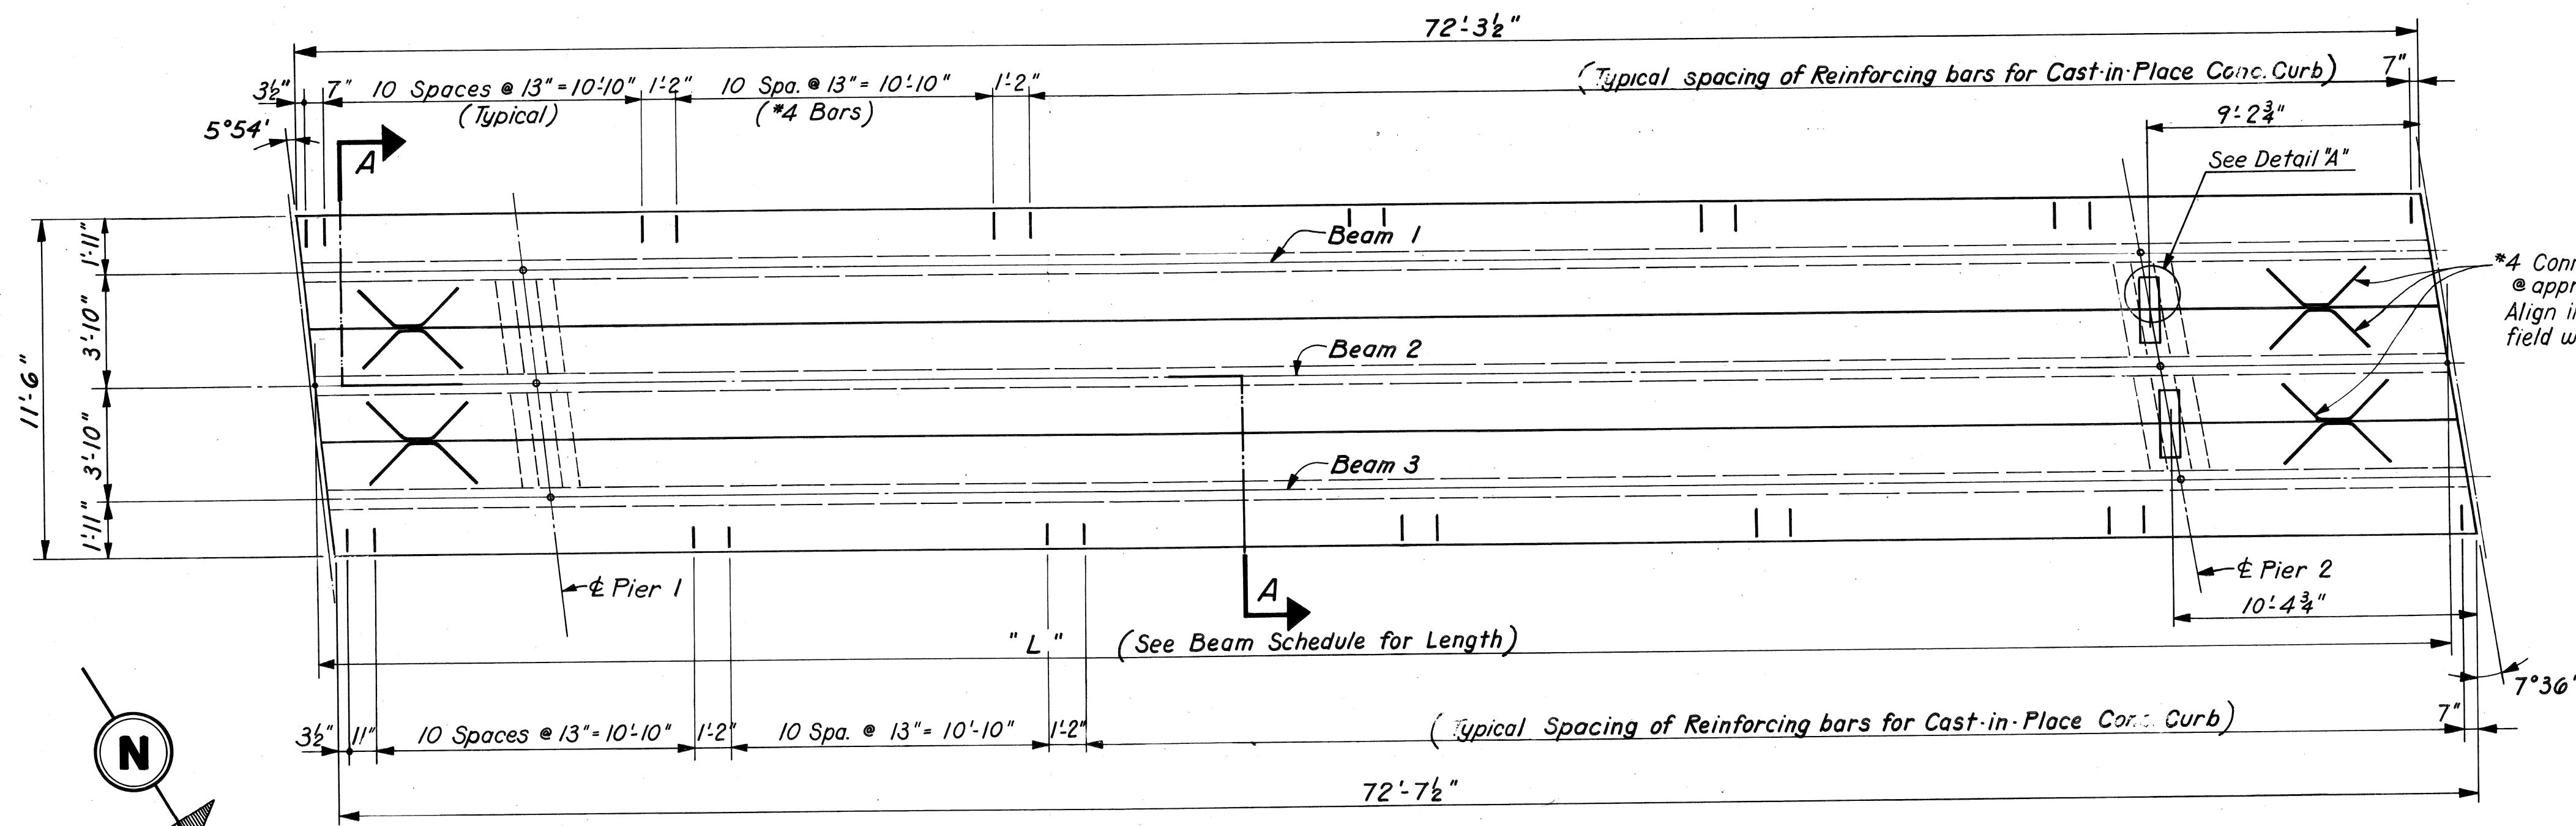 72'-3½"
3½" 7" 10 Spaces @ 13" = 10'-10" 1'-2" 10 Spa. @ 13" = 10'-10" 1'-2" (Typical spacing of Reinforcing bars for Cast-in-Place Conc. Curb) 7"
(Typical) (#4 Bars)
9'-2¾"
5°54'
A
See Detail "A"
1'-11"
Beam 1
#4
@
3'-10"
Align
field
11'-6"
Beam 2
3'-10"
Beam 3
1'-11"
℄ Pier 1
A
℄ Pier 2
10'-4¾"
"L" (See Beam Schedule for Length)
7°36'
3½" 11" 10 Spaces @ 13" = 10'-10" 1'-2" 10 Spa. @ 13" = 10'-10" 1'-2" (Typical Spacing of Reinforcing bars for Cast-in-Place Conc. Curb) 7"
N
72'-7½"